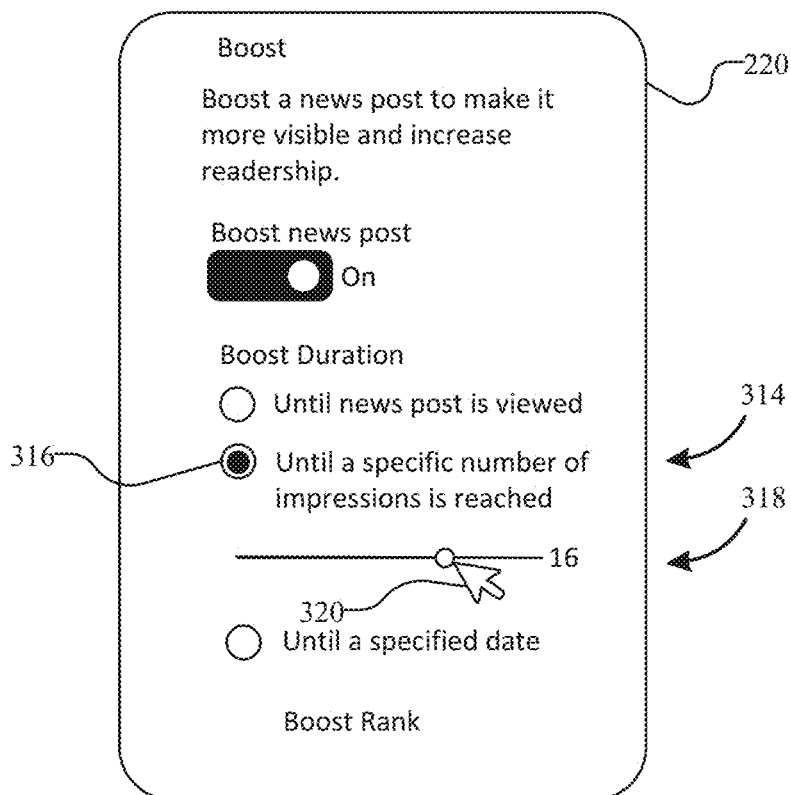 Boost
220
Boost a news post to make it
more visible and increase
readership.
Boost news post
On
Boost Duration
Until news post is viewed
314
316
Until a specific number of
impressions is reached
318
16
320
Until a specified date
Boost Rank